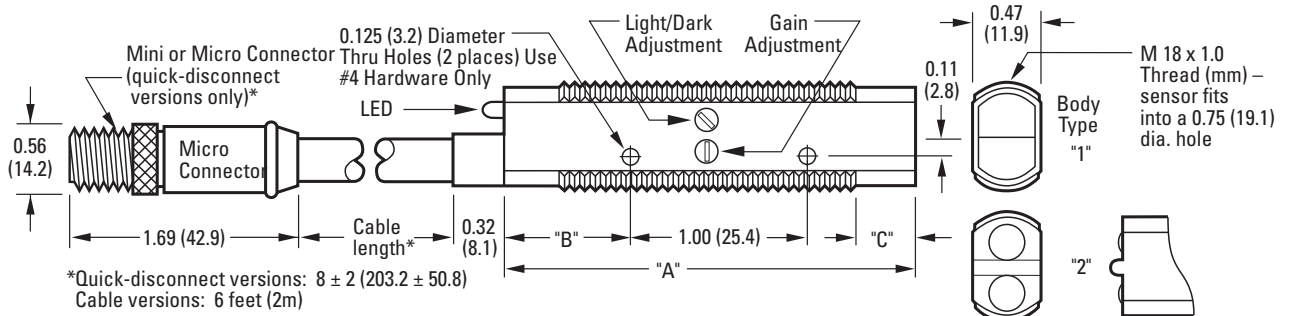 Mini or Micro Connector
(quick-disconnect
versions only)*
0.125 (3.2) Diameter
Thru Holes (2 places) Use
#4 Hardware Only
LED
Light/Dark
Adjustment
Gain
Adjustment
0.47
(11.9)
0.11
(2.8)
M 18 x 1.0
Thread (mm) –
sensor fits
into a 0.75 (19.1)
dia. hole
Body
Type
"1"
0.56
(14.2)
Micro
Connector
1.69 (42.9)
Cable
length*
0.32
(8.1)
"B"
1.00 (25.4)
"C"
"A"
"2"
*Quick-disconnect versions: 8 ± 2 (203.2 ± 50.8)
Cable versions: 6 feet (2m)